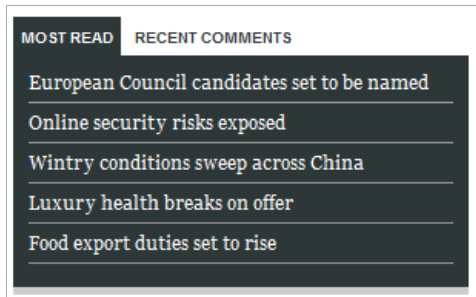 MOST READ RECENT COMMENTS
European Council candidates set to be named
Online security risks exposed
Wintry conditions sweep across China
Luxury health breaks on offer
Food export duties set to rise